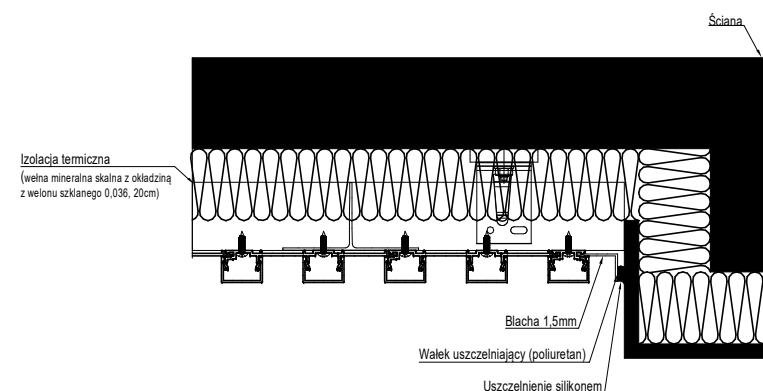 Ściana
Izolacja termiczna
(wełna mineralna skalna z okładziną
z welonu szklanego 0,036, 20cm)
Blacha 1,5mm
Wałek uszczelniający (poliuretan)
Uszczelnienie silikonem